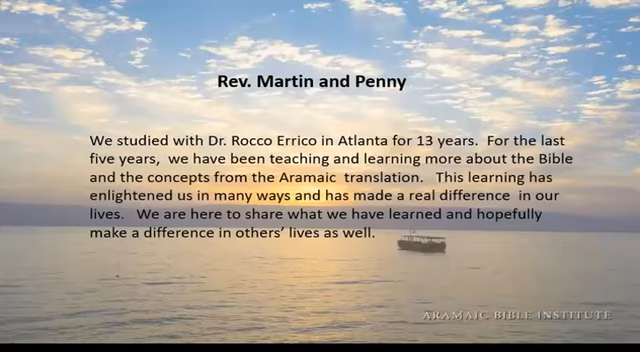 Rev. Martin and Penny
We studied with Dr. Rocco Errico in Atlanta for 13 years. For the last
five years, we have been teaching and learning more about the Bible
and the concepts from the Aramaic translation. This learning has
enlightened us in many ways and has made a real difference in our
lives. We are here to share what we have learned and hopefully
make a difference in others’ lives as well.
ARAMAIC BIBLE INSTITUTE